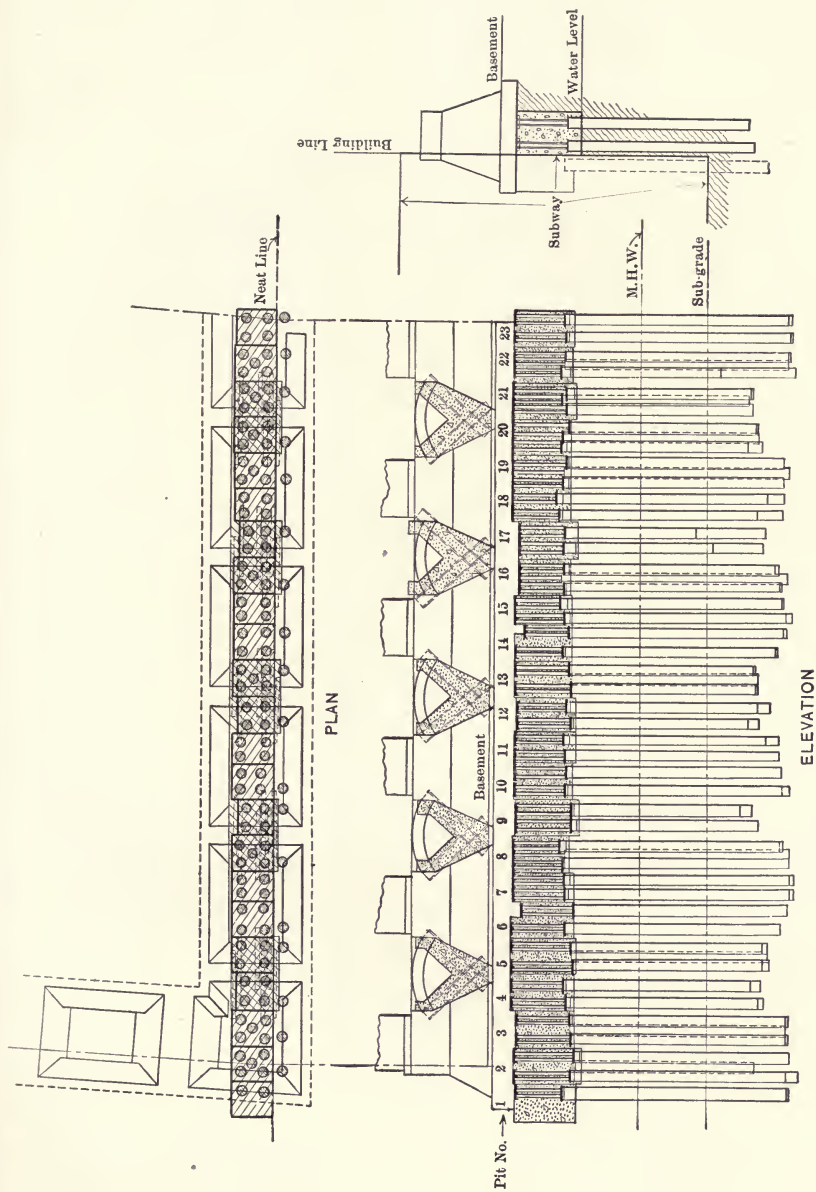 Neat Line
PLAN
Building Line
Basement
Water Level
Subway
M.H.W.
Sub-grade
Basement
Pit No.
1 2 3 4 5 6 7 8 9 10 11 12 13 14 15 16 17 18 19 20 21 22 23
ELEVATION